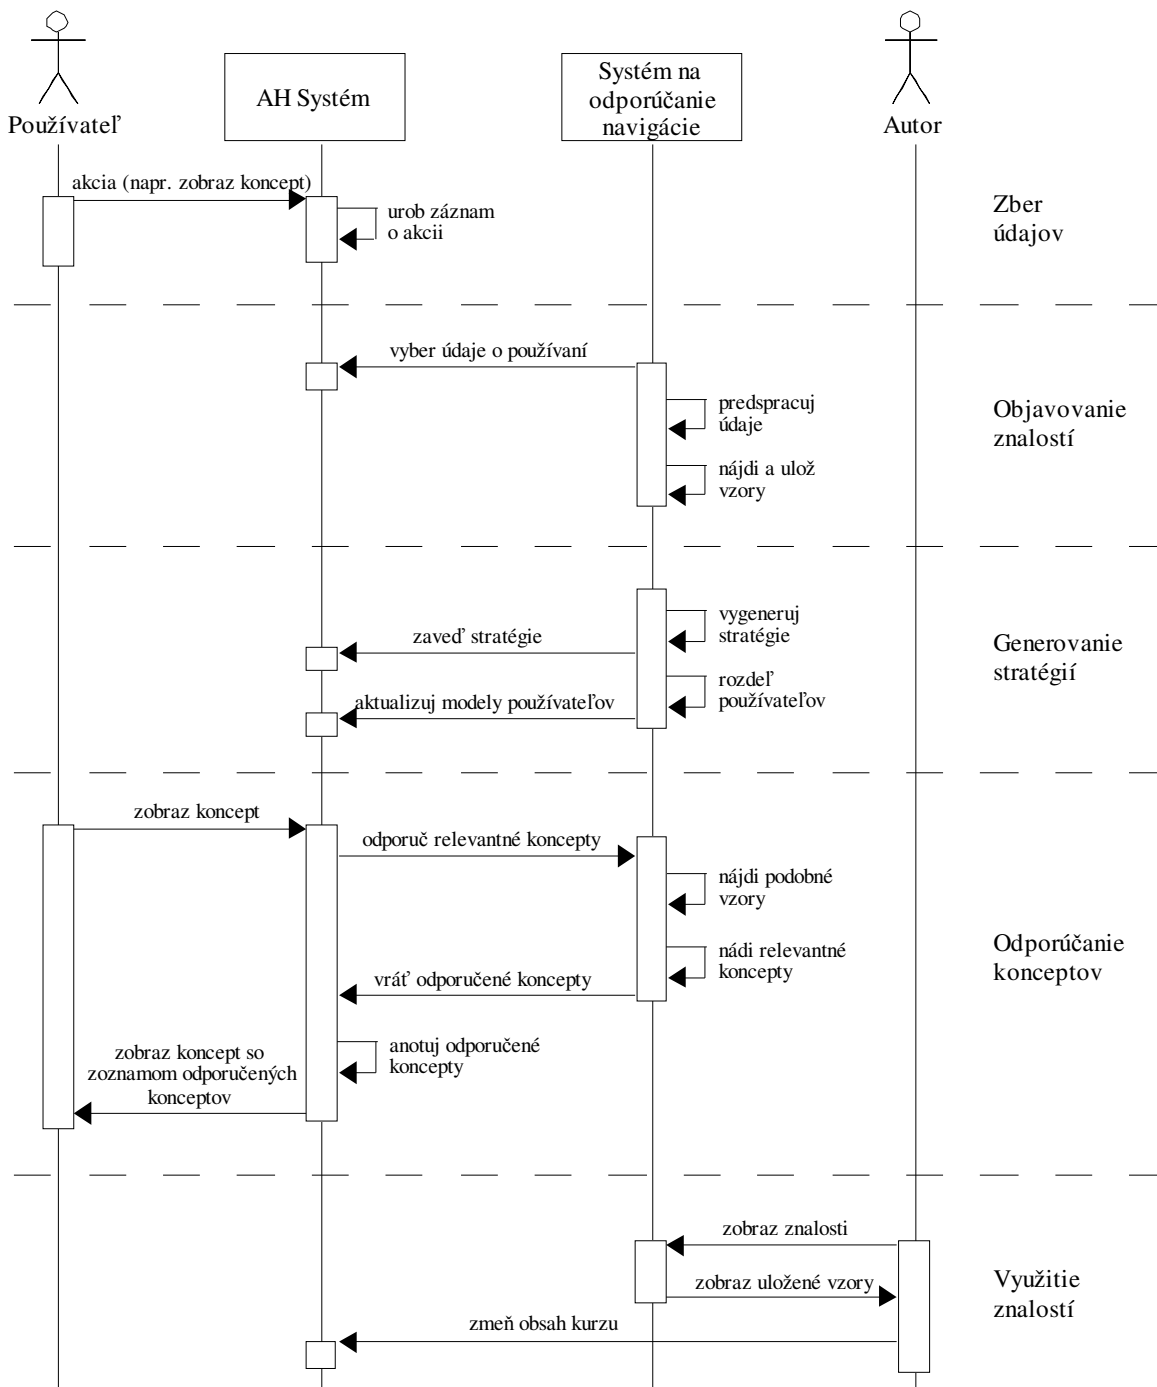 Používateľ
AH Systém
Systém na
odporúčanie
navigácie
Autor
akcia (napr. zobraz koncept)
urob záznam
o akcii
Zber
údajov
vyber údaje o používaní
predspracuj
údaje
nájdi a ulož
vzory
Objavovanie
znalostí
vygeneruj
stratégie
zaveď stratégie
rozdeľ
používateľov
aktualizuj modely používateľov
Generovanie
stratégií
zobraz koncept
odporuč relevantné koncepty
nájdi podobné
vzory
nádi relevantné
koncepty
vráť odporučené koncepty
anotuj odporučené
koncepty
zobraz koncept so
zoznamom odporučených
konceptov
Odporúčanie
konceptov
zobraz znalosti
zobraz uložené vzory
zmeň obsah kurzu
Využitie
znalostí